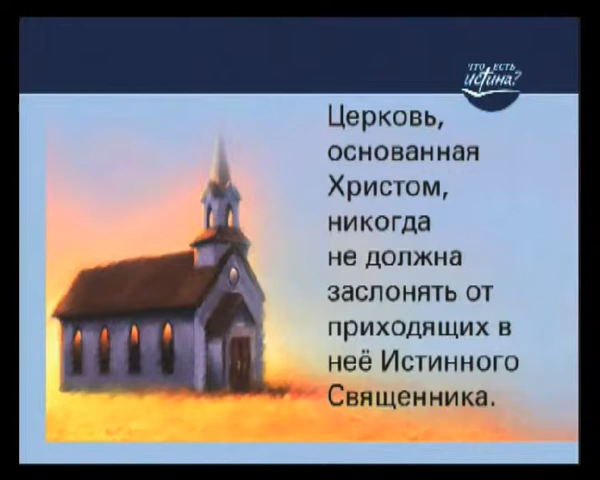 ЧТО ЕСТЬ
истина?
Церковь,
основанная
Христом,
никогда
не должна
заслонять от
приходящих в
неё Истинного
Священника.